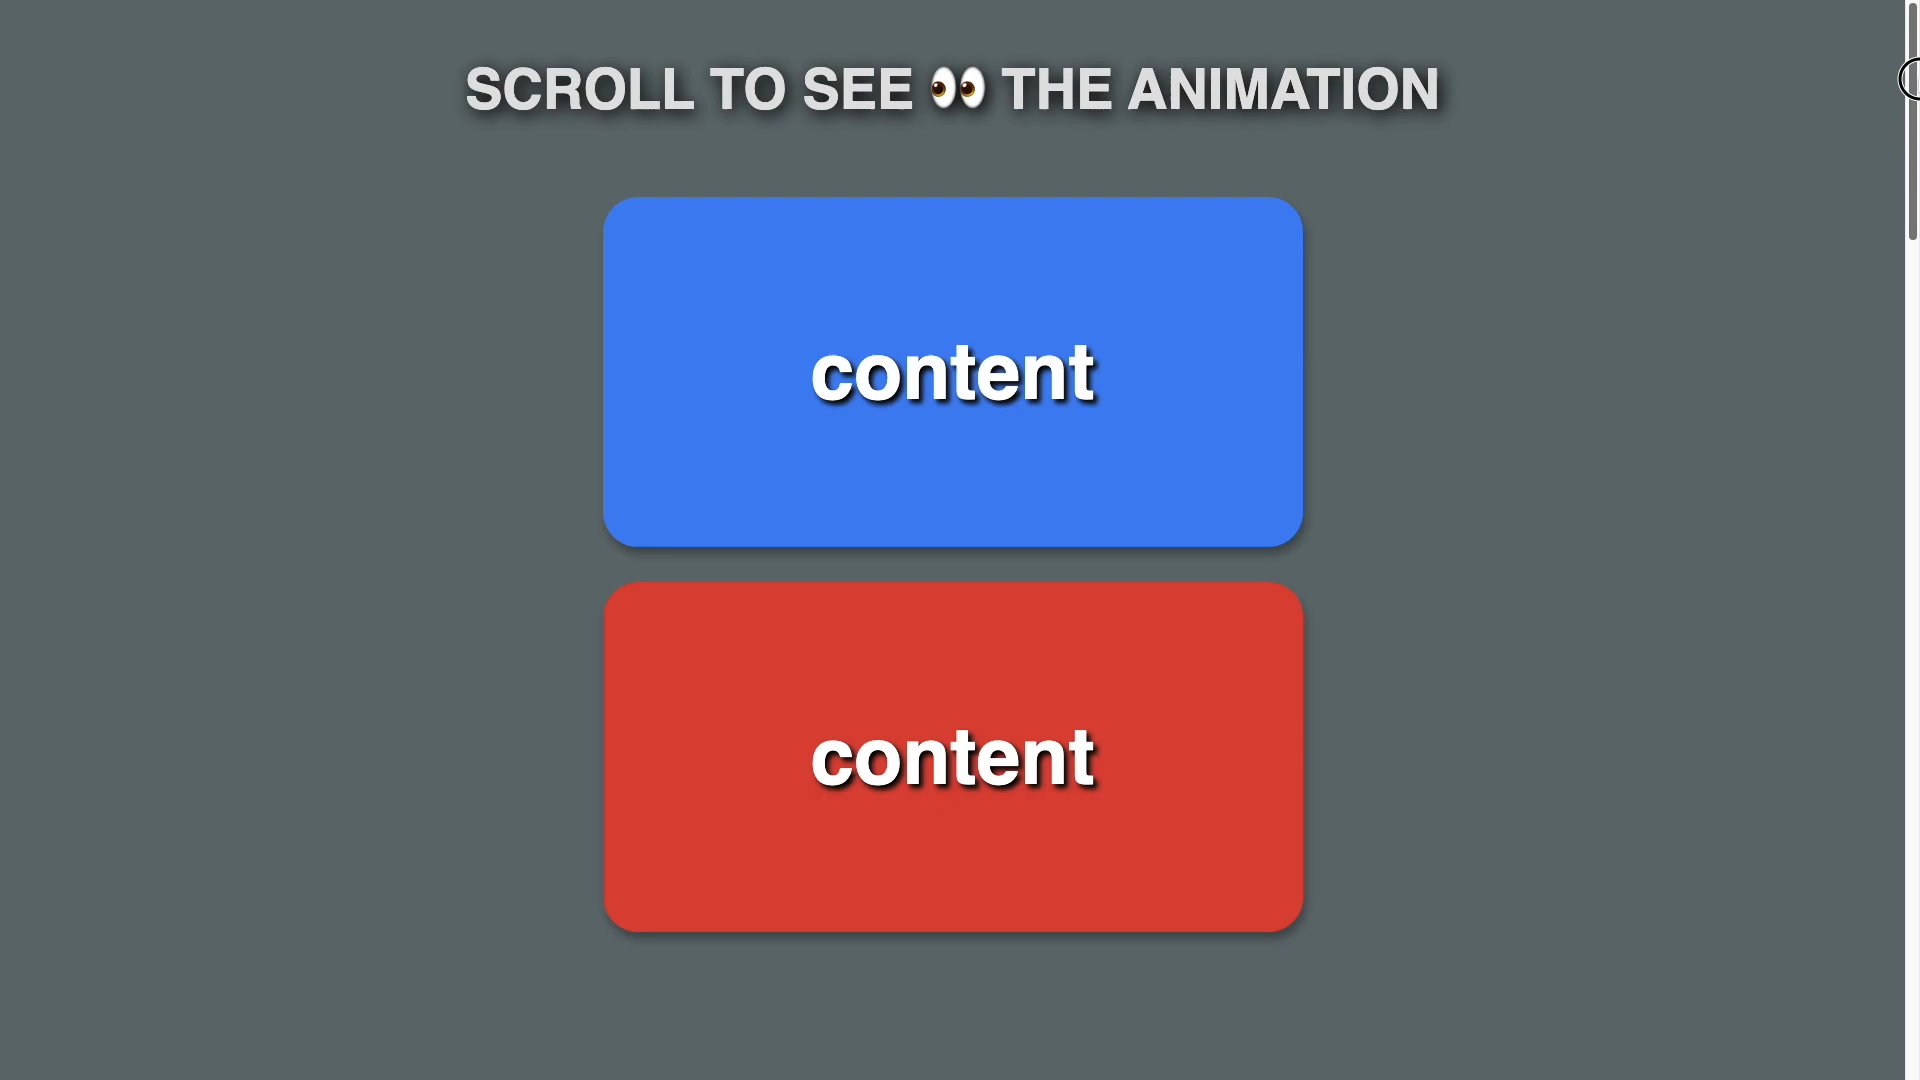 SCROLL TO SEE 👀 THE ANIMATION
content
content